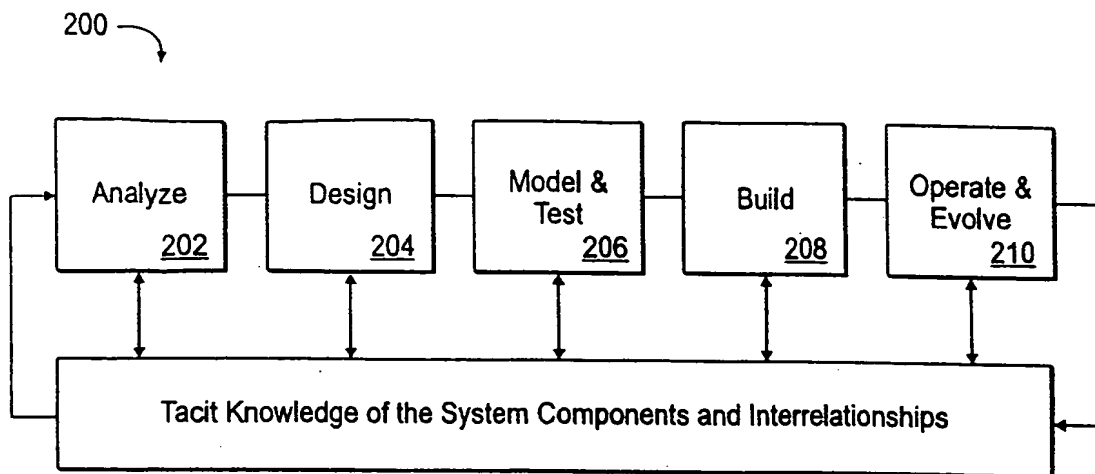 200
Analyze
202
Design
204
Model &
Test
206
Build
208
Operate &
Evolve
210
Tacit Knowledge of the System Components and Interrelationships